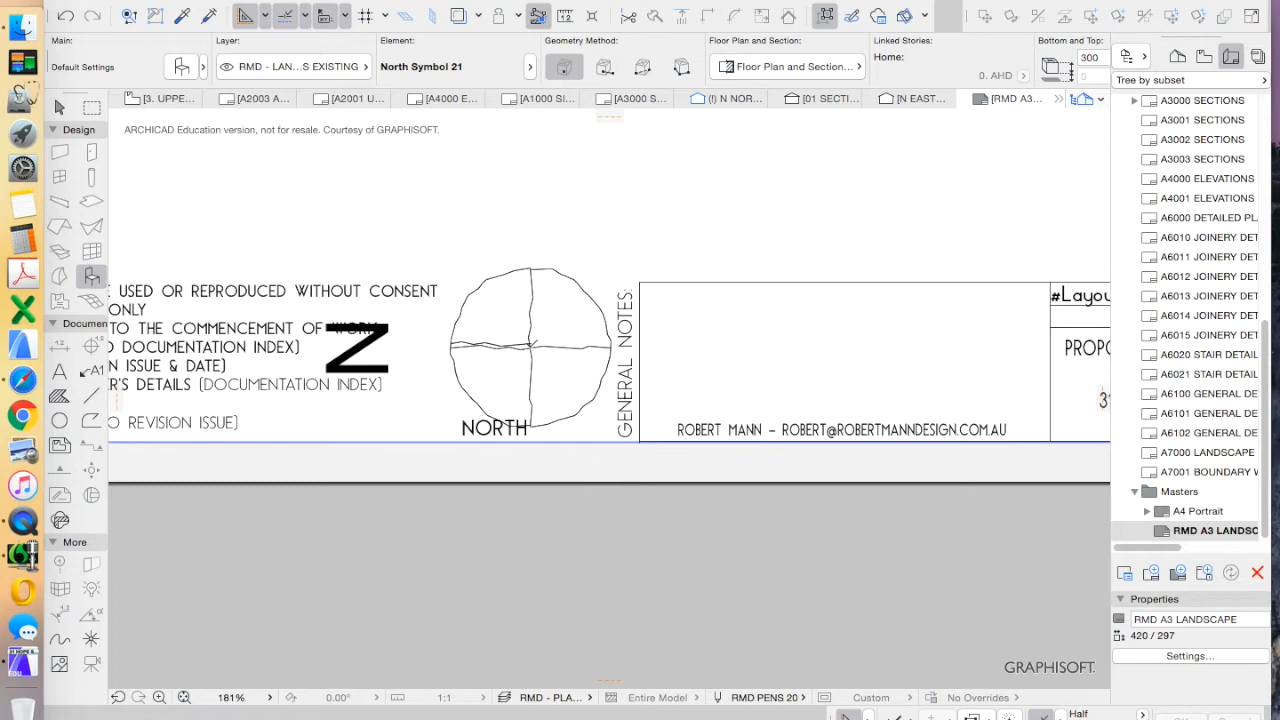 Main:
Layer:
Element:
Geometry Method:
Floor Plan and Section:
Linked Stories:
Bottom and Top:
Default Settings
RMD - LAN...S EXISTING
North Symbol 21
Floor Plan and Section...
Home:
0. AHD
300
0
[3. UPPE...
[A2003 A...
[A2001 U...
[A4000 E...
[A1000 SI...
[A3000 S...
(!) N NOR...
[01 SECTI...
[N EAST...
[RMD A3...
Tree by subset
ARCHICAD Education version, not for resale. Courtesy of GRAPHISOFT.
Design
Documen
More
A3000 SECTIONS
A3001 SECTIONS
A3002 SECTIONS
A3003 SECTIONS
A4000 ELEVATIONS
A4001 ELEVATIONS
A6000 DETAILED PL
A6010 JOINERY DET
A6011 JOINERY DET
A6012 JOINERY DET
A6013 JOINERY DET
A6014 JOINERY DET
A6015 JOINERY DET
A6020 STAIR DETAIL
A6021 STAIR DETAIL
A6100 GENERAL DE
A6101 GENERAL DE
A6102 GENERAL DE
A7000 LANDSCAPE
A7001 BOUNDARY W
Masters
A4 Portrait
RMD A3 LANDSC
Properties
RMD A3 LANDSCAPE
420 / 297
Settings...
USED OR REPRODUCED WITHOUT CONSENT
ONLY
TO THE COMMENCEMENT OF WORK
DOCUMENTATION INDEX)
N ISSUE & DATE)
ER'S DETAILS (DOCUMENTATION INDEX)
O REVISION ISSUE)
N
NORTH
GENERAL NOTES:
ROBERT MANN – ROBERT@ROBERTMANNDESIGN.COM.AU
#Layou
PROPO
31
GRAPHISOFT.
181%
0.00°
1:1
RMD - PLA...
Entire Model
RMD PENS 20
Custom
No Overrides
Half